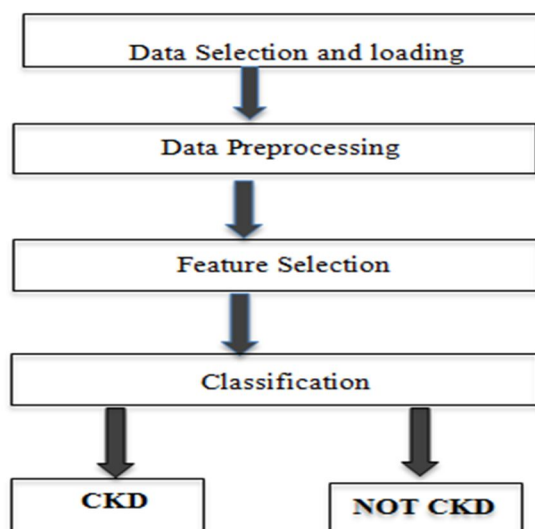 Data Selection and loading
Data Preprocessing
Feature Selection
Classification
CKD
NOT CKD